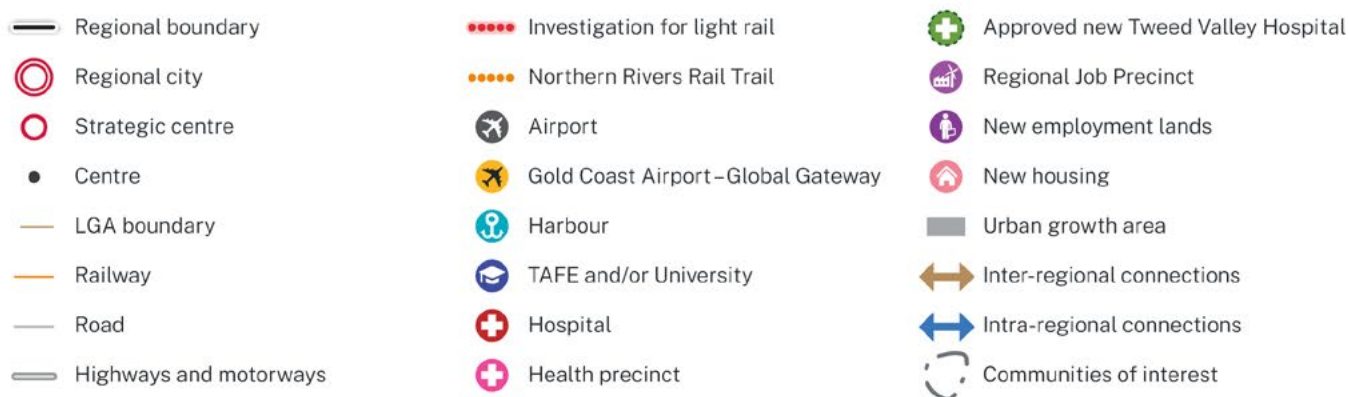 Regional boundary
Regional city
Strategic centre
Centre
LGA boundary
Railway
Road
Highways and motorways
Investigation for light rail
Northern Rivers Rail Trail
Airport
Gold Coast Airport–Global Gateway
Harbour
TAFE and/or University
Hospital
Health precinct
Approved new Tweed Valley Hospital
Regional Job Precinct
New employment lands
New housing
Urban growth area
Inter-regional connections
Intra-regional connections
Communities of interest